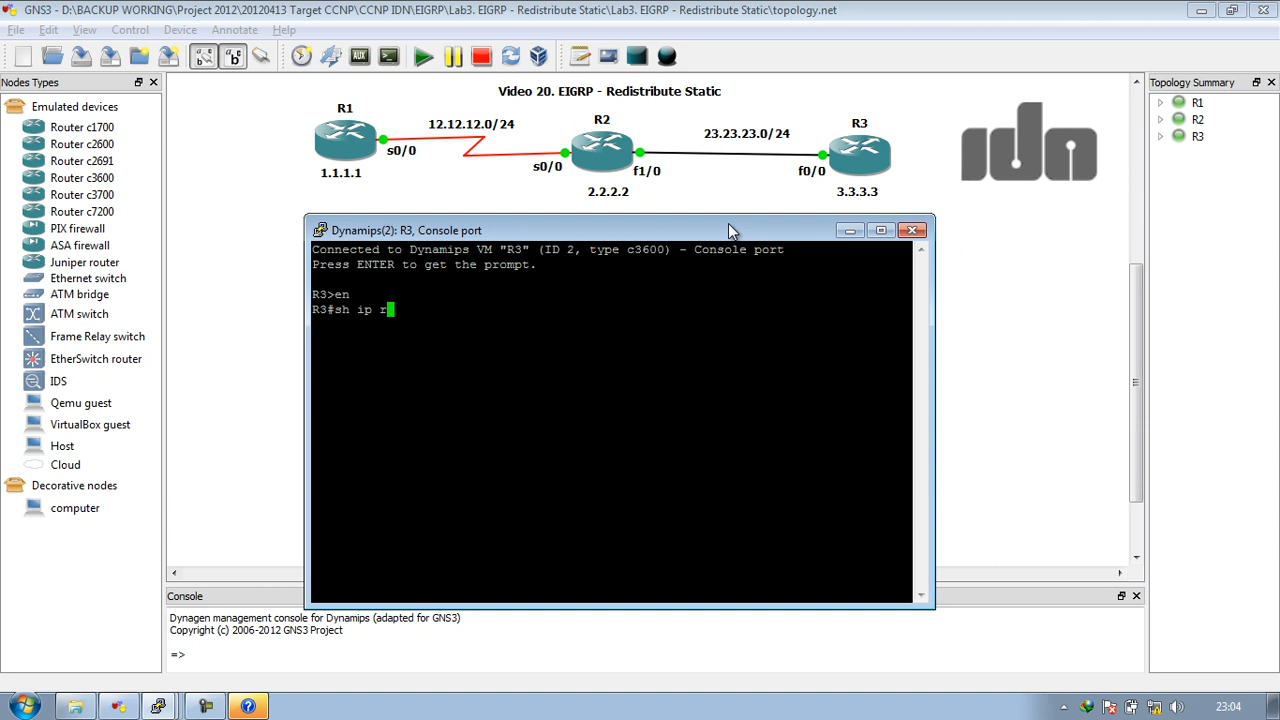 GNS3 - D:\BACKUP WORKING\Project 2012\20120413 Target CCNP\CCNP IDN\EIGRP\Lab3. EIGRP - Redistribute Static\Lab3. EIGRP - Redistribute Static\topology.net
File Edit View Control Device Annotate Help
Nodes Types
Emulated devices
Router c1700
Router c2600
Router c2691
Router c3600
Router c3700
Router c7200
PIX firewall
ASA firewall
Juniper router
Ethernet switch
ATM bridge
ATM switch
Frame Relay switch
EtherSwitch router
IDS
Qemu guest
VirtualBox guest
Host
Cloud
Decorative nodes
computer
Video 20. EIGRP - Redistribute Static
R1
12.12.12.0/24
R2
23.23.23.0/24
R3
s0/0
s0/0
f1/0
f0/0
1.1.1.1
2.2.2.2
3.3.3.3
idn
Dynamips(2): R3, Console port
Connected to Dynamips VM "R3" (ID 2, type c3600) - Console port
Press ENTER to get the prompt.
R3>en
R3#sh ip r
Console
Dynagen management console for Dynamips (adapted for GNS3)
Copyright (c) 2006-2012 GNS3 Project
=>
Topology Summary
R1
R2
R3
AUX
23:04